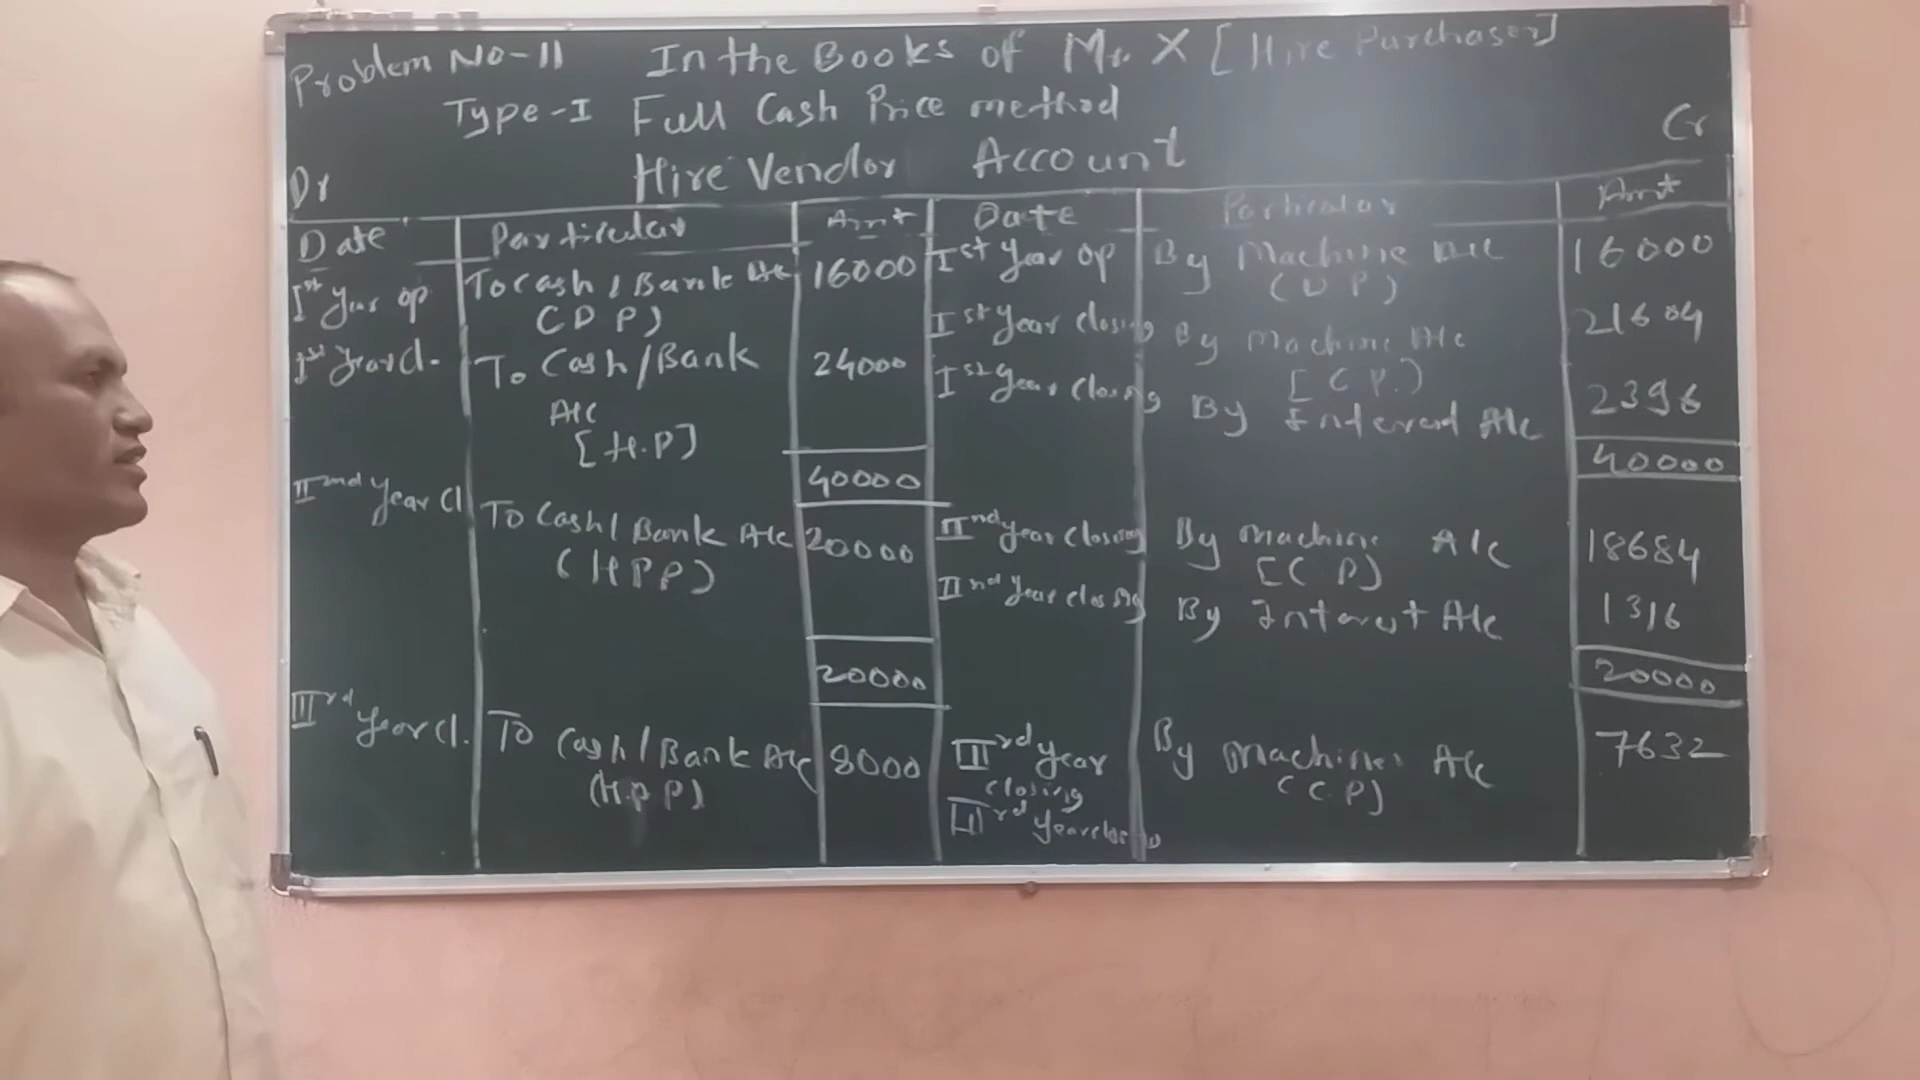 Problem No-11 In the Books of Mr. X [Hire Purchaser]
Type-I Full Cash Price method
Dr Hire Vendor Account Cr
Date Particular Amt Date Particular Amt
Ist Year op To Cash/Bank A/c 16000 Ist Year op By Machine A/c 16000
(DP) (DP)
Ist Year cl. To Cash/Bank 24000 Ist Year closing By Machine A/c 21604
A/c [C P.)
[H.P] Ist Year closing By Interest A/c 2396
40000 40000
IInd Year cl To Cash/Bank A/c 20000 IInd year closing By machine A/c 18684
(HPP) [C P]
IInd Year closing By Interest A/c 1316
20000 20000
IIIrd Year cl. To Cash/Bank A/c 8000 IIIrd year By Machine A/c 7632
(H.P P) closing (C P]
IIIrd Year closing